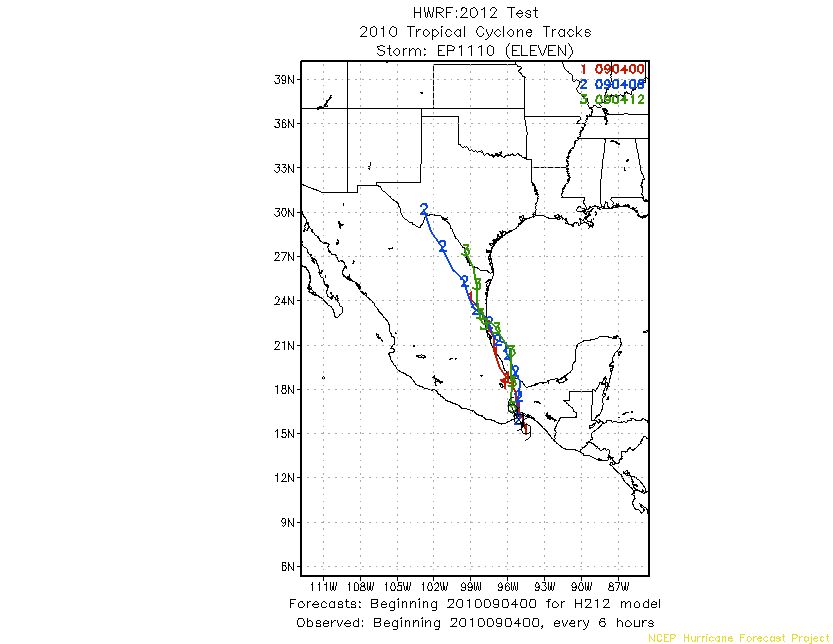 HWRF:2012 Test
2010 Tropical Cyclone Tracks
Storm: EP1110 (ELEVEN)
1 090400
2 090406
3 090412
39N
36N
33N
30N
27N
24N
21N
18N
15N
12N
9N
6N
111W 108W 105W 102W 99W 96W 93W 90W 87W
Forecasts: Beginning 2010090400 for H212 model
Observed: Beginning 2010090400, every 6 hours
NCEP Hurricane Forecast Project